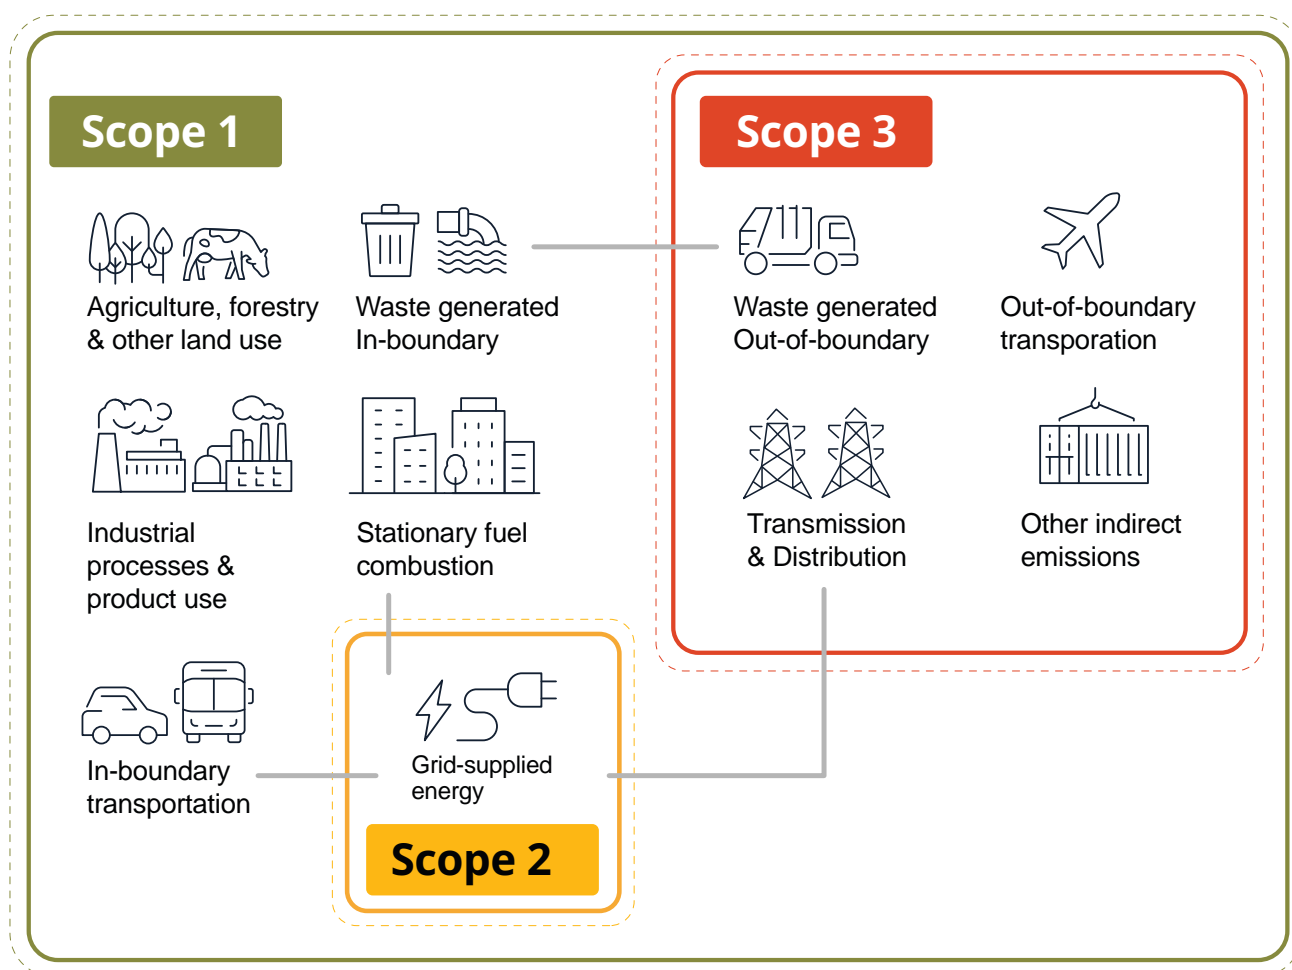 Scope 1
Agriculture, forestry
& other land use
Waste generated
In-boundary
Industrial
processes &
product use
Stationary fuel
combustion
In-boundary
transportation
Grid-supplied
energy
Scope 2
Scope 3
Waste generated
Out-of-boundary
Out-of-boundary
transporation
Transmission
& Distribution
Other indirect
emissions